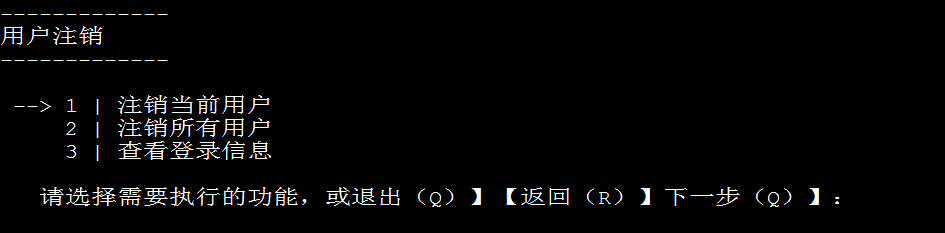 -------------
用户注销
-------------
--> 1 | 注销当前用户
2 | 注销所有用户
3 | 查看登录信息
请选择需要执行的功能，或退出（Q）】【返回（R）】下一步（Q）】：